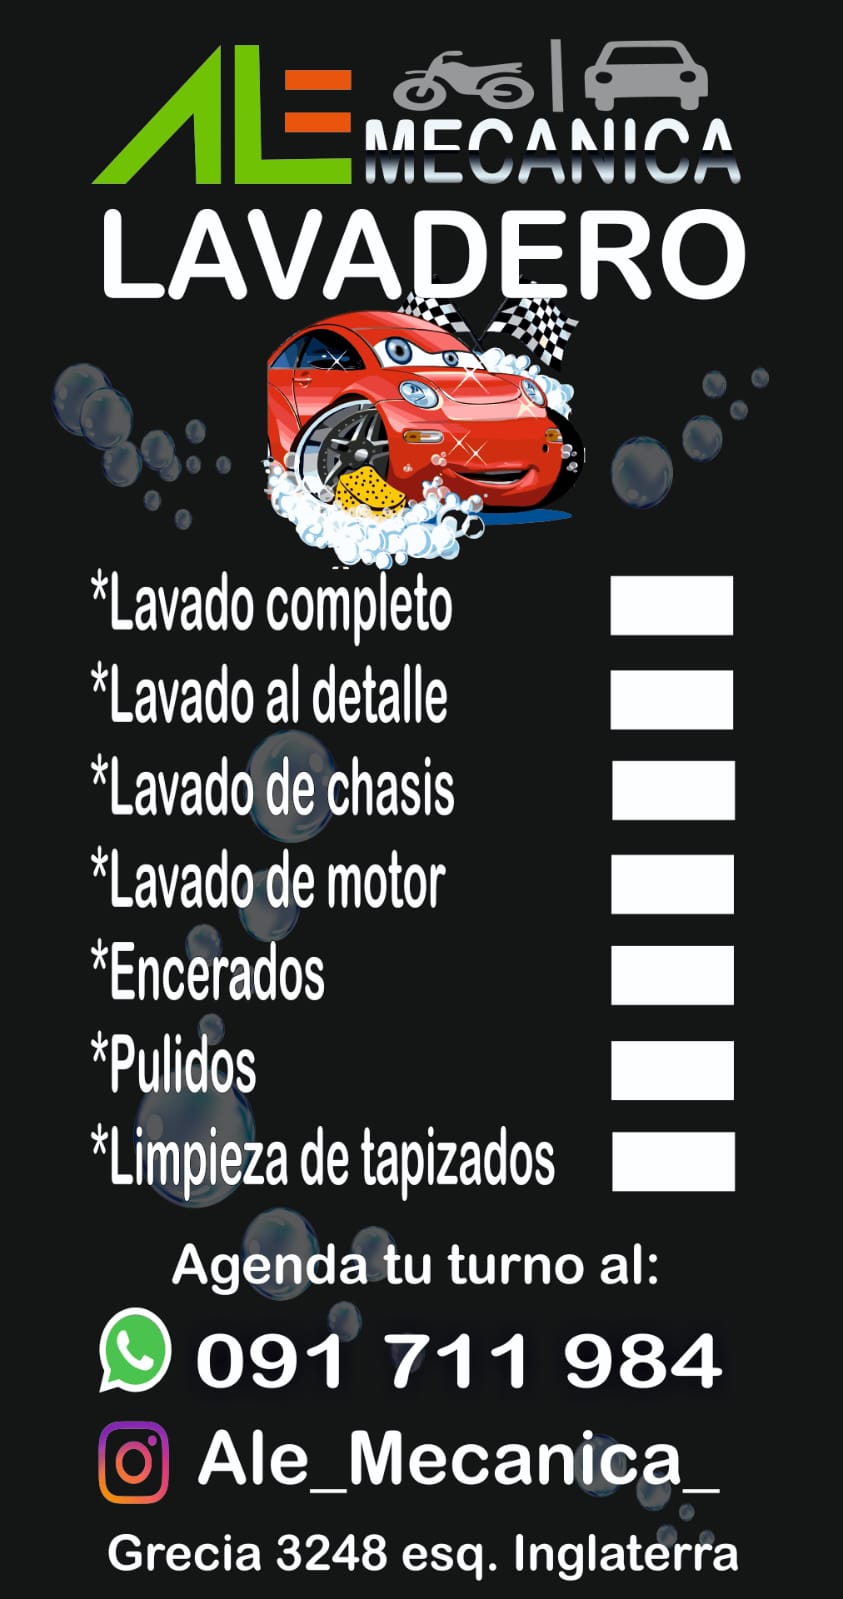 ALE MECANICA
LAVADERO
*Lavado completo
*Lavado al detalle
*Lavado de chasis
*Lavado de motor
*Encerados
*Pulidos
*Limpieza de tapizados
Agenda tu turno al:
091 711 984
Ale_Mecanica_
Grecia 3248 esq. Inglaterra